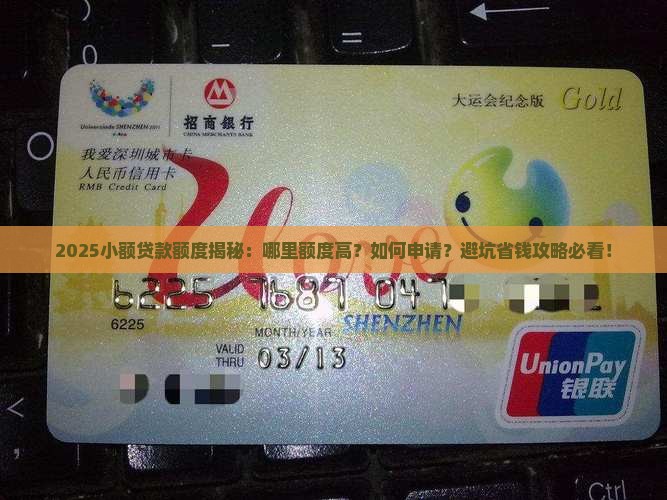 Universiade SHENZHEN 2011
招商银行
CHINA MERCHANTS BANK
大运会纪念版 Gold
我爱深圳城市卡
人民币信用卡
RMB Credit Card
U love
2025小额贷款额度揭秘：哪里额度高？如何申请？避坑省钱攻略必看！
6225 7687 047
6225
SHENZHEN
MONTH/YEAR
VALID
THRU
03/13
UnionPay
银联
Ctrl